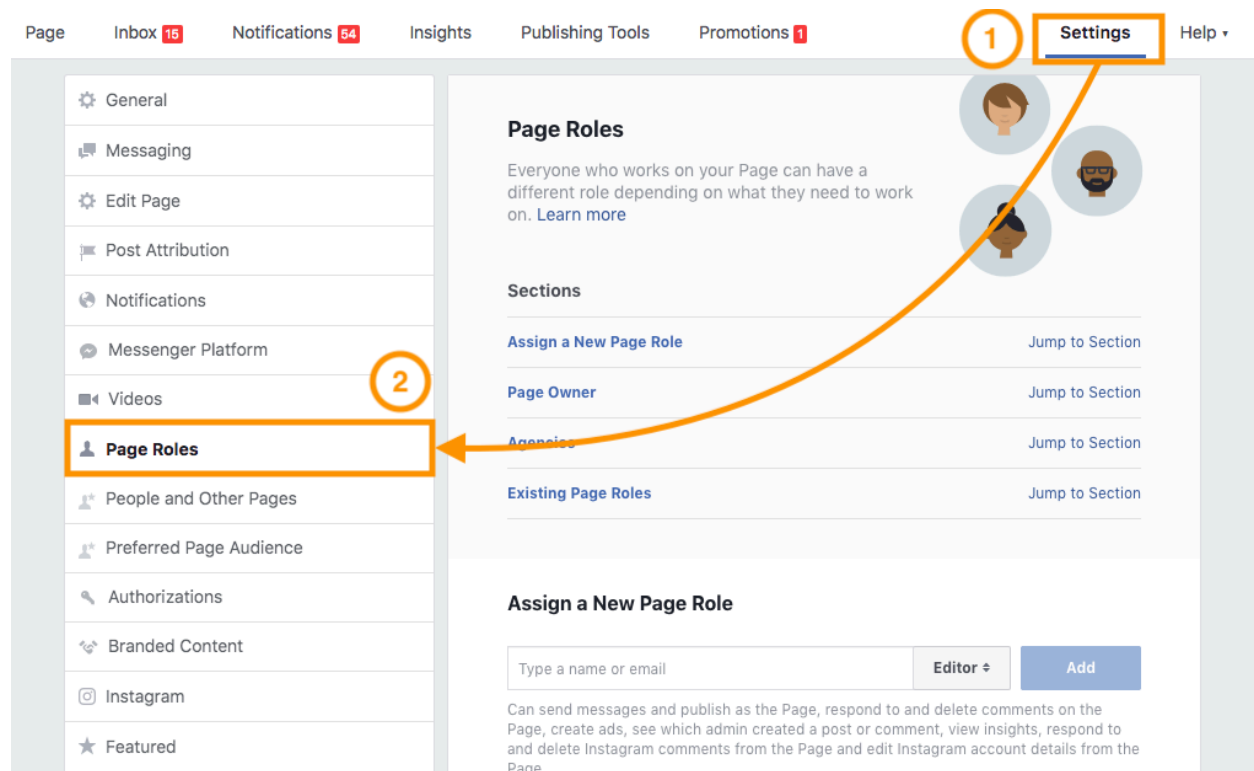 Page Inbox 15 Notifications 54 Insights Publishing Tools Promotions 1 1 Settings Help
General
Messaging
Edit Page
Post Attribution
Notifications
Messenger Platform
2
Videos
Page Roles
People and Other Pages
Preferred Page Audience
Authorizations
Branded Content
Instagram
Featured
Page Roles
Everyone who works on your Page can have a
different role depending on what they need to work
on. Learn more
Sections
Assign a New Page Role Jump to Section
Page Owner Jump to Section
Agencies Jump to Section
Existing Page Roles Jump to Section
Assign a New Page Role
Type a name or email Editor Add
Can send messages and publish as the Page, respond to and delete comments on the
Page, create ads, see which admin created a post or comment, view insights, respond to
and delete Instagram comments from the Page and edit Instagram account details from the
Page